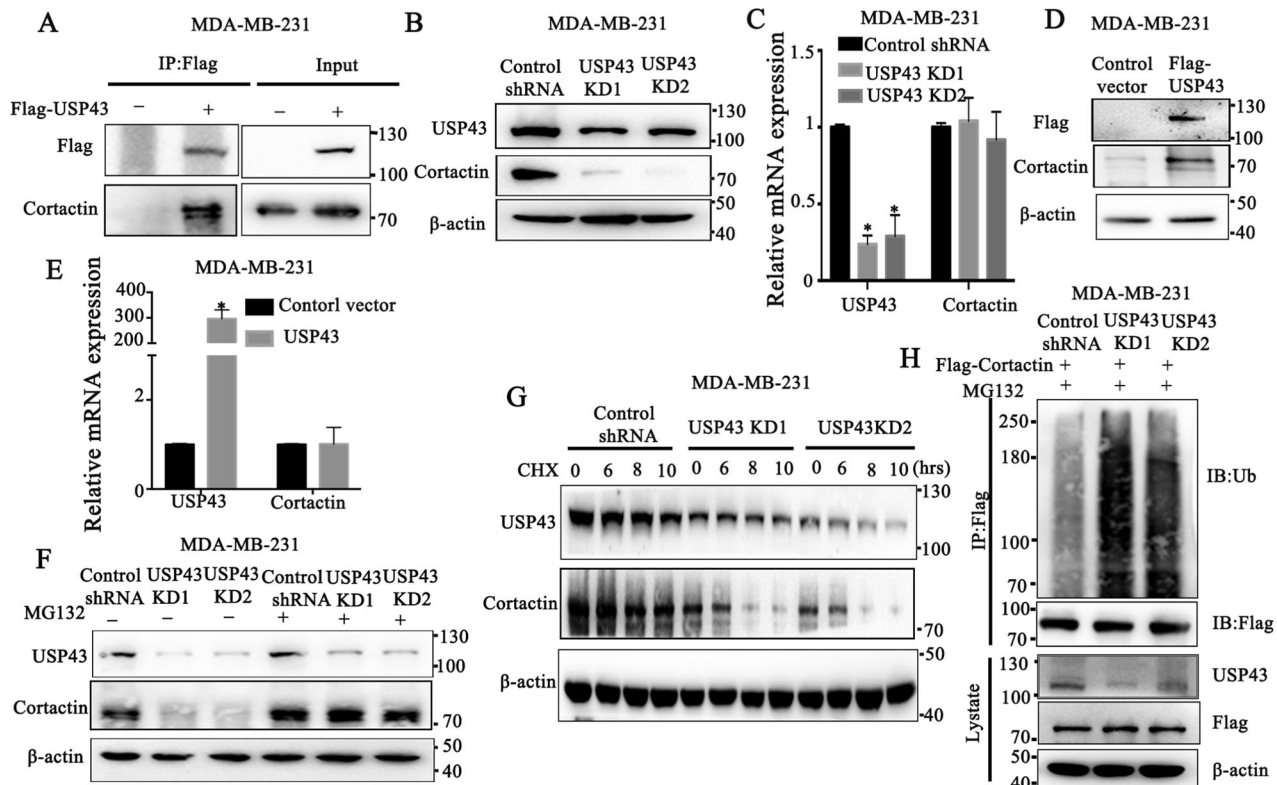 A
MDA-MB-231
IP:Flag Input
Flag-USP43 − + − +
Flag 130
100
Cortactin 70
B
MDA-MB-231
Control USP43 USP43
shRNA KD1 KD2
USP43 130
100
Cortactin 70
β-actin 50
40
C
MDA-MB-231
Control shRNA
USP43 KD1
USP43 KD2
Relative mRNA expression
1.5
1
0.5
0
* *
USP43 Cortactin
D
MDA-MB-231
Control Flag-
vector USP43
Flag 130
100
Cortactin 70
β-actin 50
40
E
MDA-MB-231
Relative mRNA expression
400
300
200
2
0
*
Contorl vector
USP43
USP43 Cortactin
F
MDA-MB-231
Control USP43 USP43 Control USP43 USP43
shRNA KD1 KD2 shRNA KD1 KD2
MG132 − − − + + +
USP43 130
100
Cortactin 70
β-actin 50
40
G
MDA-MB-231
Control
shRNA USP43 KD1 USP43KD2
CHX 0 6 8 10 0 6 8 10 0 6 8 10 (hrs)
USP43 130
100
Cortactin 70
β-actin 50
40
H
MDA-MB-231
Control USP43 USP43
shRNA KD1 KD2
Flag-Cortactin + + +
MG132 + + +
IP:Flag
250
180
100
70
IB:Ub
100
70
IB:Flag
Lystate
130
100
USP43
70
Flag
50
40
β-actin